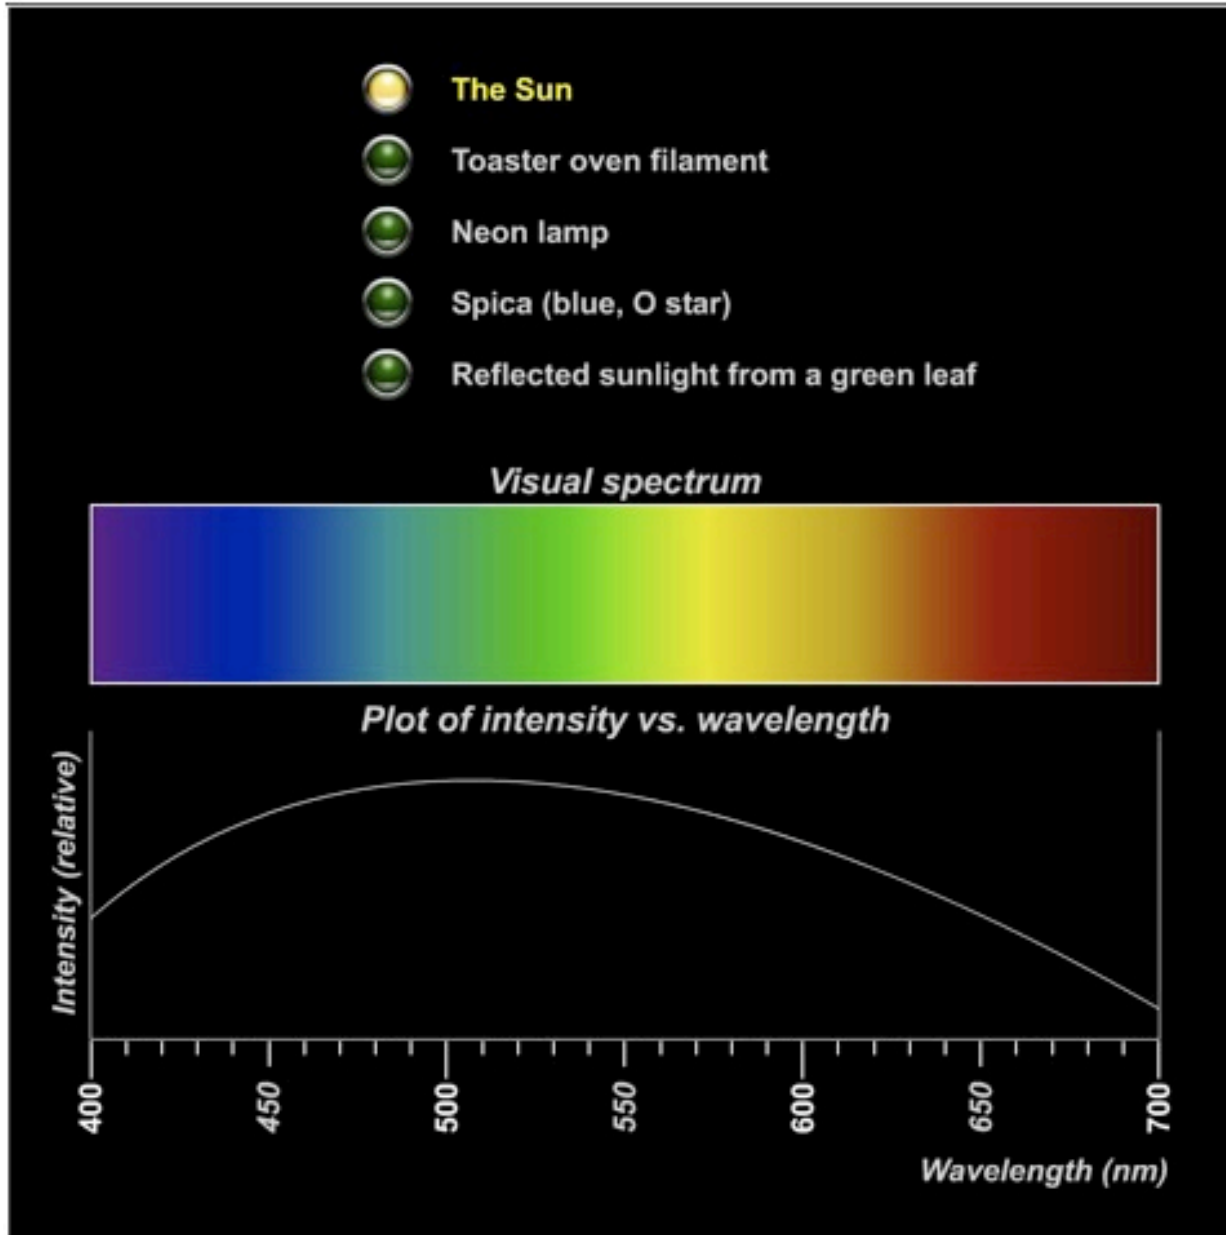 The Sun
Toaster oven filament
Neon lamp
Spica (blue, O star)
Reflected sunlight from a green leaf
Visual spectrum
Plot of intensity vs. wavelength
Intensity (relative)
400 450 500 550 600 650 700
Wavelength (nm)